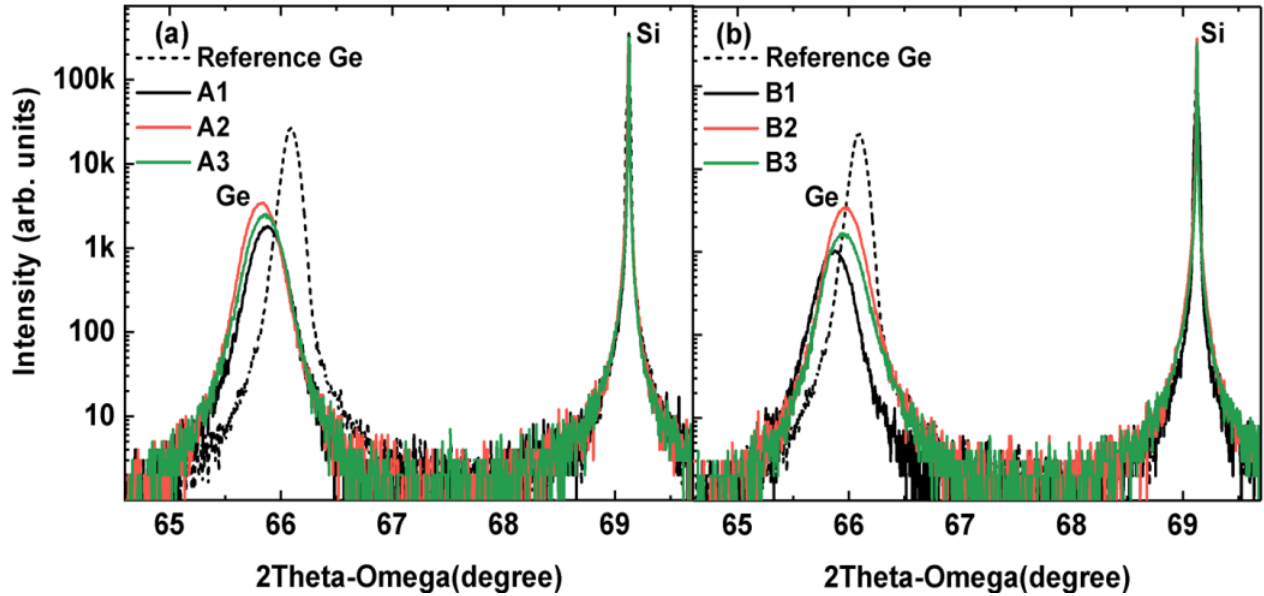 (a)
Si
Reference Ge
A1
A2
A3
Ge
100k
10k
1k
100
10
Intensity (arb. units)
65
66
67
68
69
2Theta-Omega(degree)
(b)
Si
Reference Ge
B1
B2
B3
Ge
65
66
67
68
69
2Theta-Omega(degree)